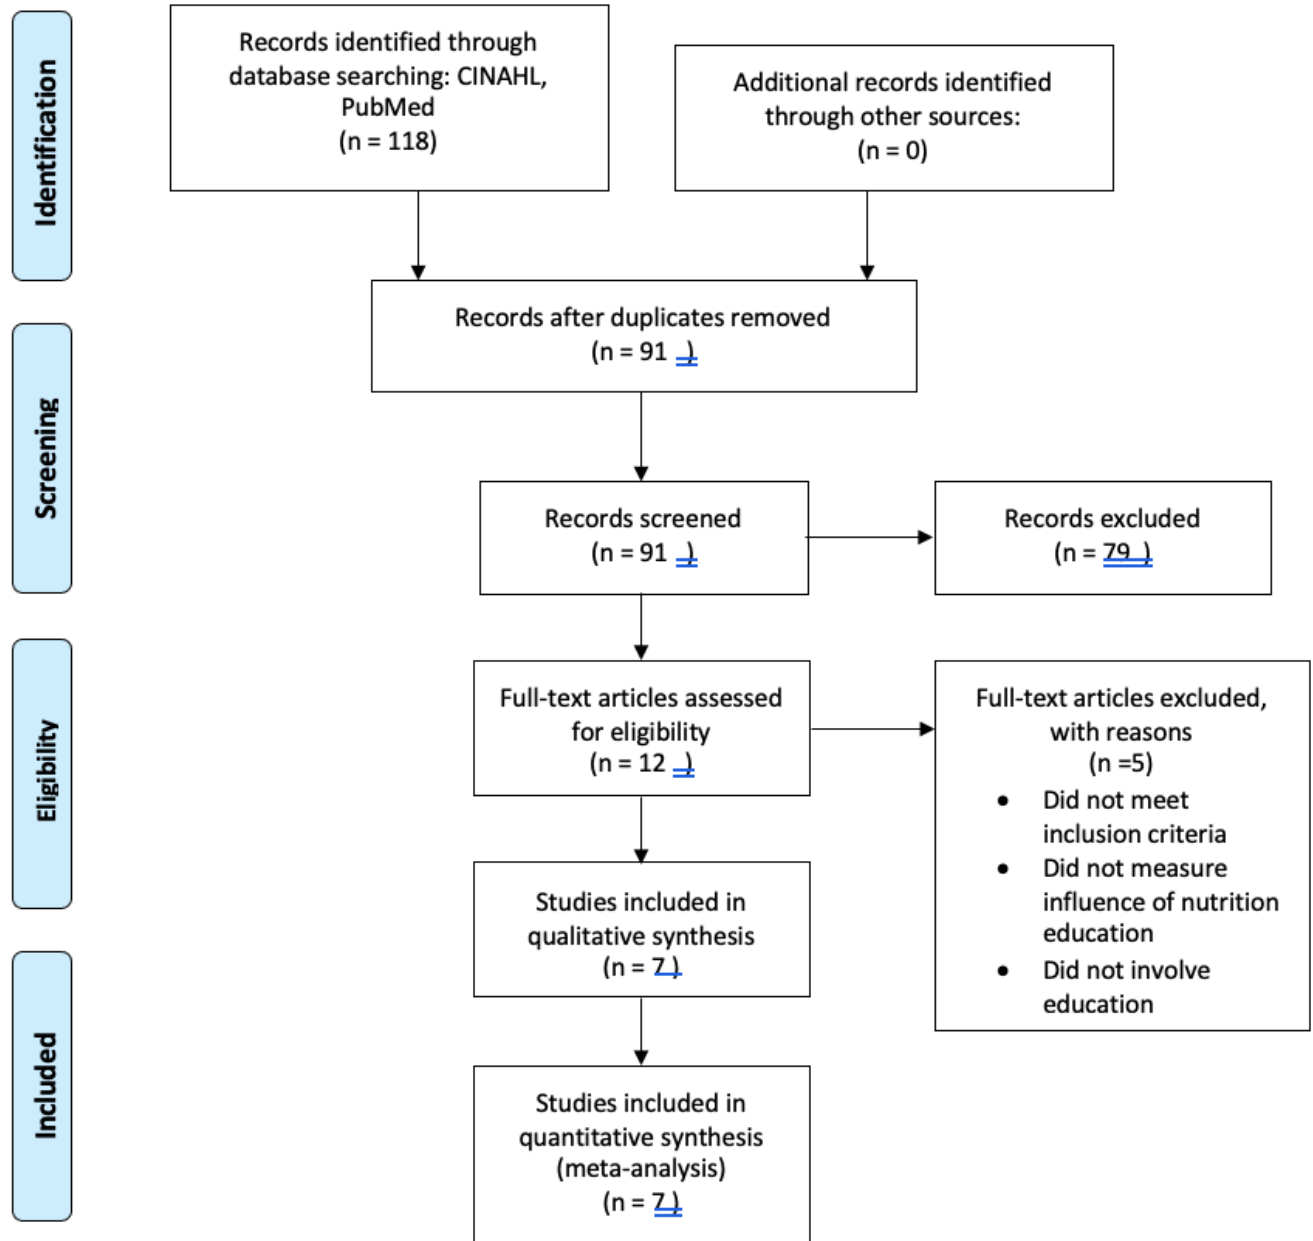 Identification
Records identified through
database searching: CINAHL,
PubMed
(n = 118)
Additional records identified
through other sources:
(n = 0)
Records after duplicates removed
(n = 91 )
Screening
Records screened
(n = 91 )
Records excluded
(n = 79 )
Eligibility
Full-text articles assessed
for eligibility
(n = 12 )
Full-text articles excluded,
with reasons
(n =5)
• Did not meet
inclusion criteria
• Did not measure
influence of nutrition
education
• Did not involve
education
Studies included in
qualitative synthesis
(n = 7 )
Included
Studies included in
quantitative synthesis
(meta-analysis)
(n = 7 )